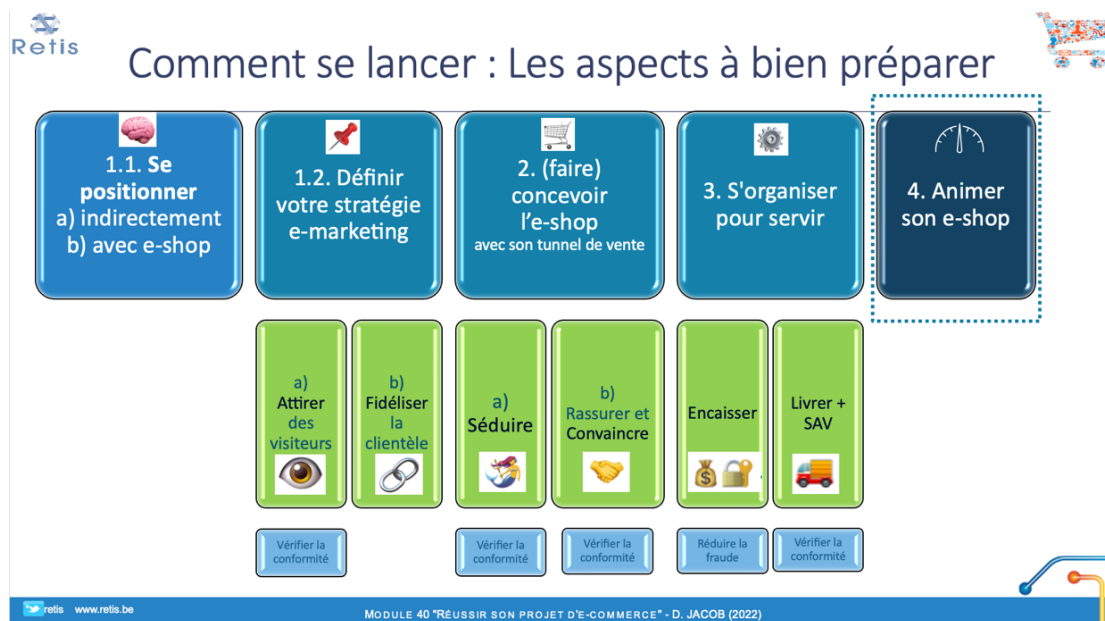 Retis
Comment se lancer : Les aspects à bien préparer
1.1. Se
positionner
a) indirectement
b) avec e-shop
1.2. Définir
votre stratégie
e-marketing
2. (faire)
concevoir
l’e-shop
avec son tunnel de vente
3. S'organiser
pour servir
4. Animer
son e-shop
a)
Attirer
des
visiteurs
b)
Fidéliser
la
clientèle
a)
Séduire
b)
Rassurer et
Convaincre
Encaisser
Livrer +
SAV
Vérifier la
conformité
Vérifier la
conformité
Vérifier la
conformité
Réduire la
fraude
Vérifier la
conformité
retis www.retis.be
MODULE 40 "RÉUSSIR SON PROJET D'E-COMMERCE" - D. JACOB (2022)